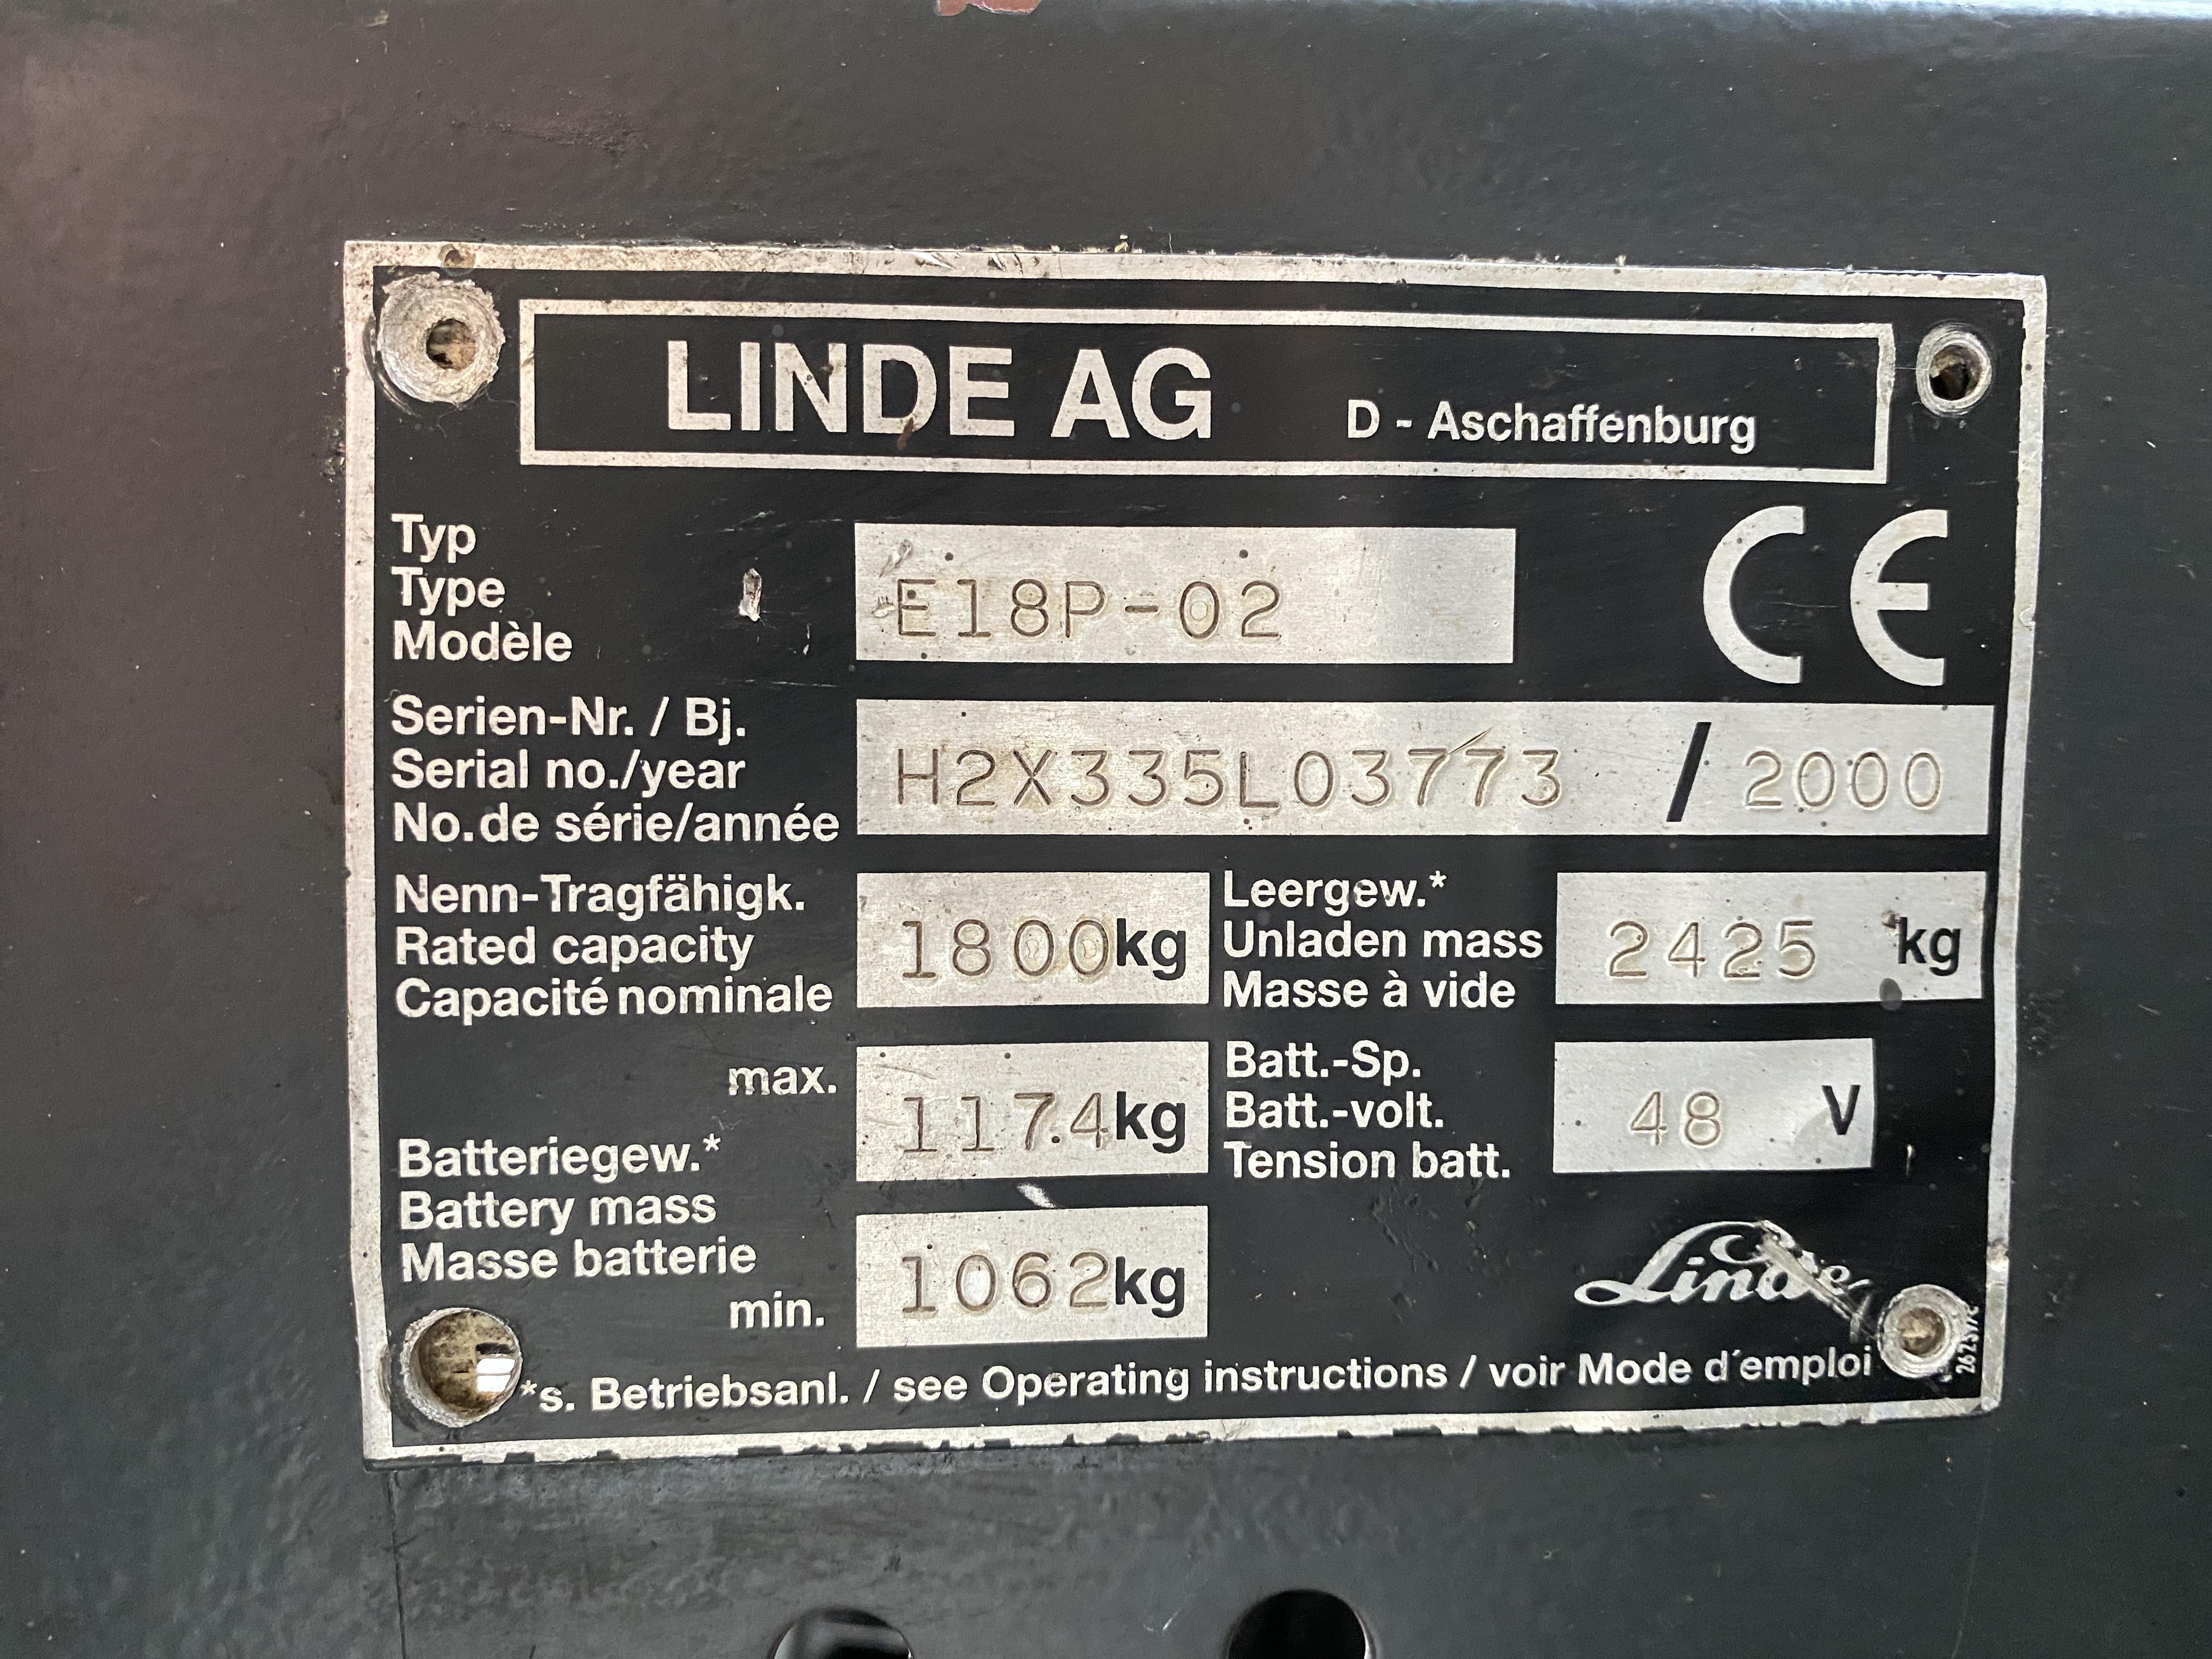 LINDE AG D - Aschaffenburg
Typ
Type
Modèle
E18P-02
CE
Serien-Nr. / Bj.
Serial no./year
No.de série/année
H2X335L03773 / 2000
Nenn-Tragfähigk.
Rated capacity
Capacité nominale
1800kg
Leergew.*
Unladen mass
Masse à vide
2425 kg
max.
1174kg
Batteriegew.*
Battery mass
Masse batterie
min.
1062kg
Batt.-Sp.
Batt.-volt.
Tension batt.
48 V
Linde
*s. Betriebsanl. / see Operating instructions / voir Mode d´emploi